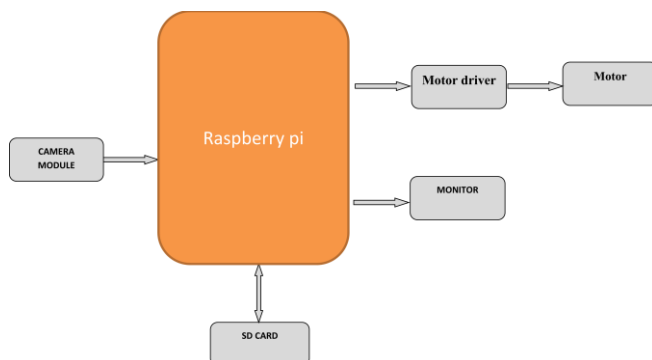 Motor driver
Motor
Raspberry pi
CAMERA
MODULE
MONITOR
SD CARD